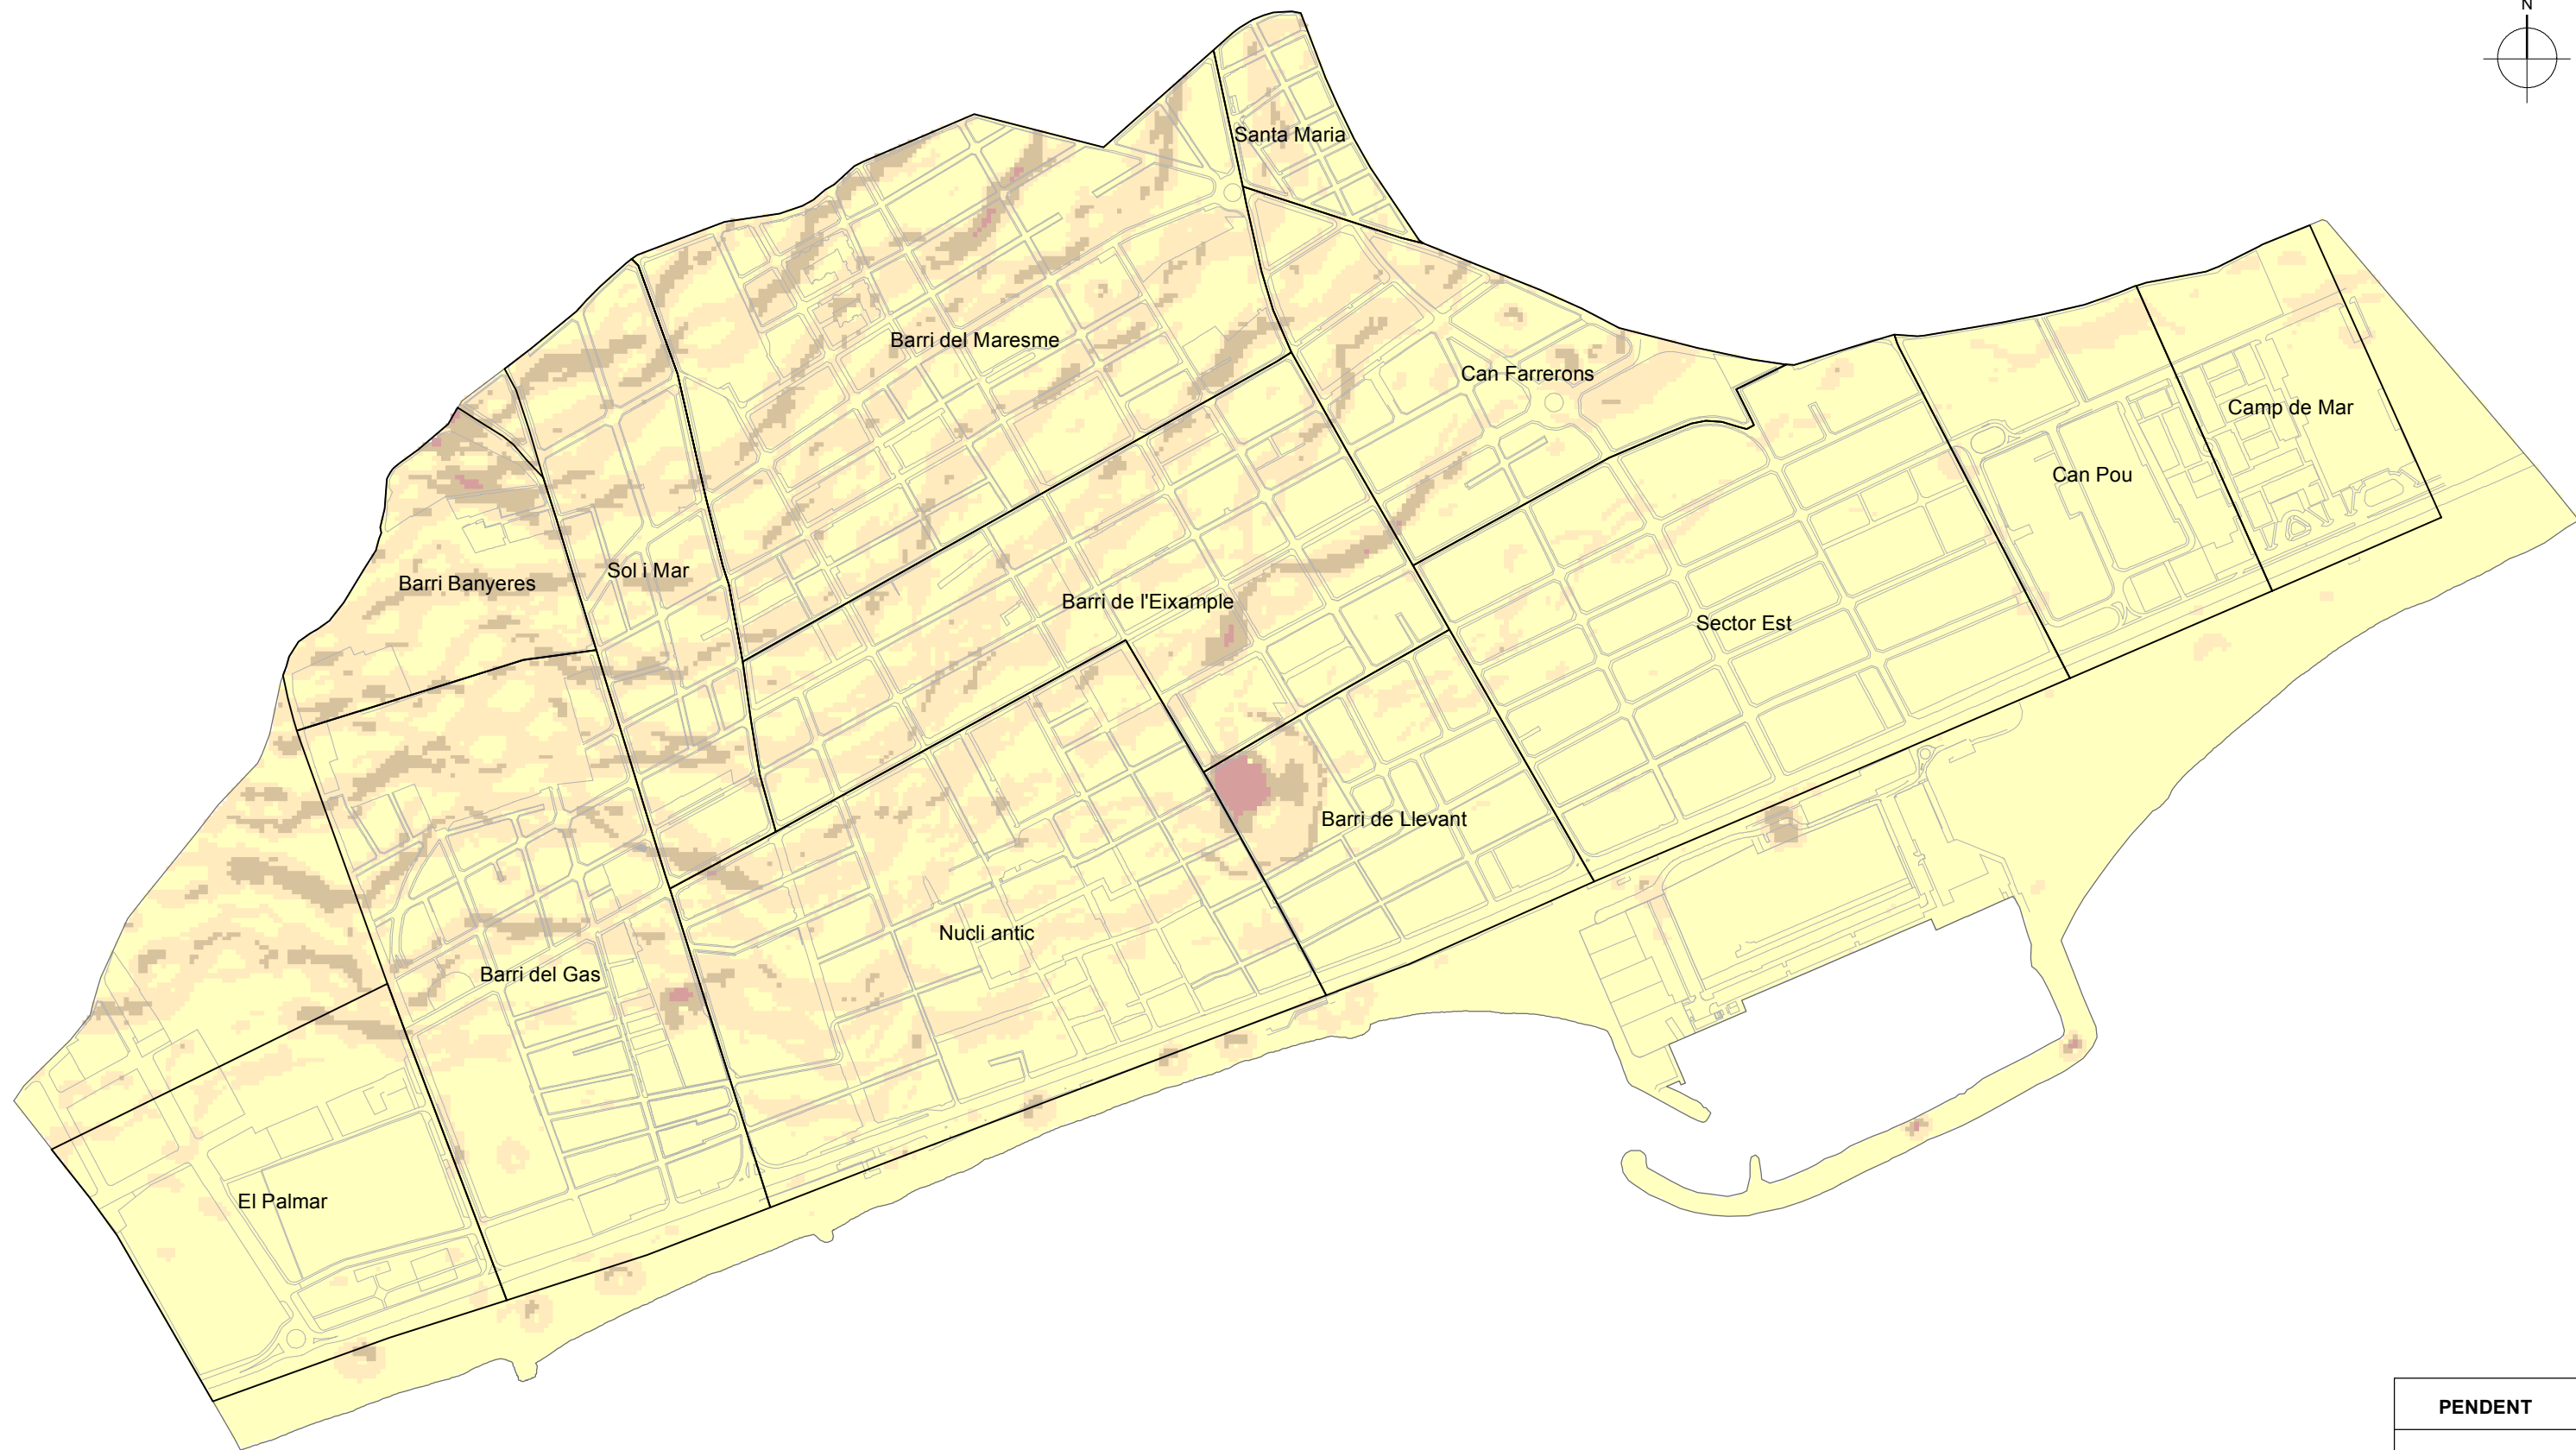 N
Santa Maria
Barri del Maresme
Can Farrerons
Camp de Mar
Can Pou
Sol i Mar
Barri Banyeres
Barri de l'Eixample
Sector Est
Barri de Llevant
Nucli antic
Barri del Gas
El Palmar
PENDENT